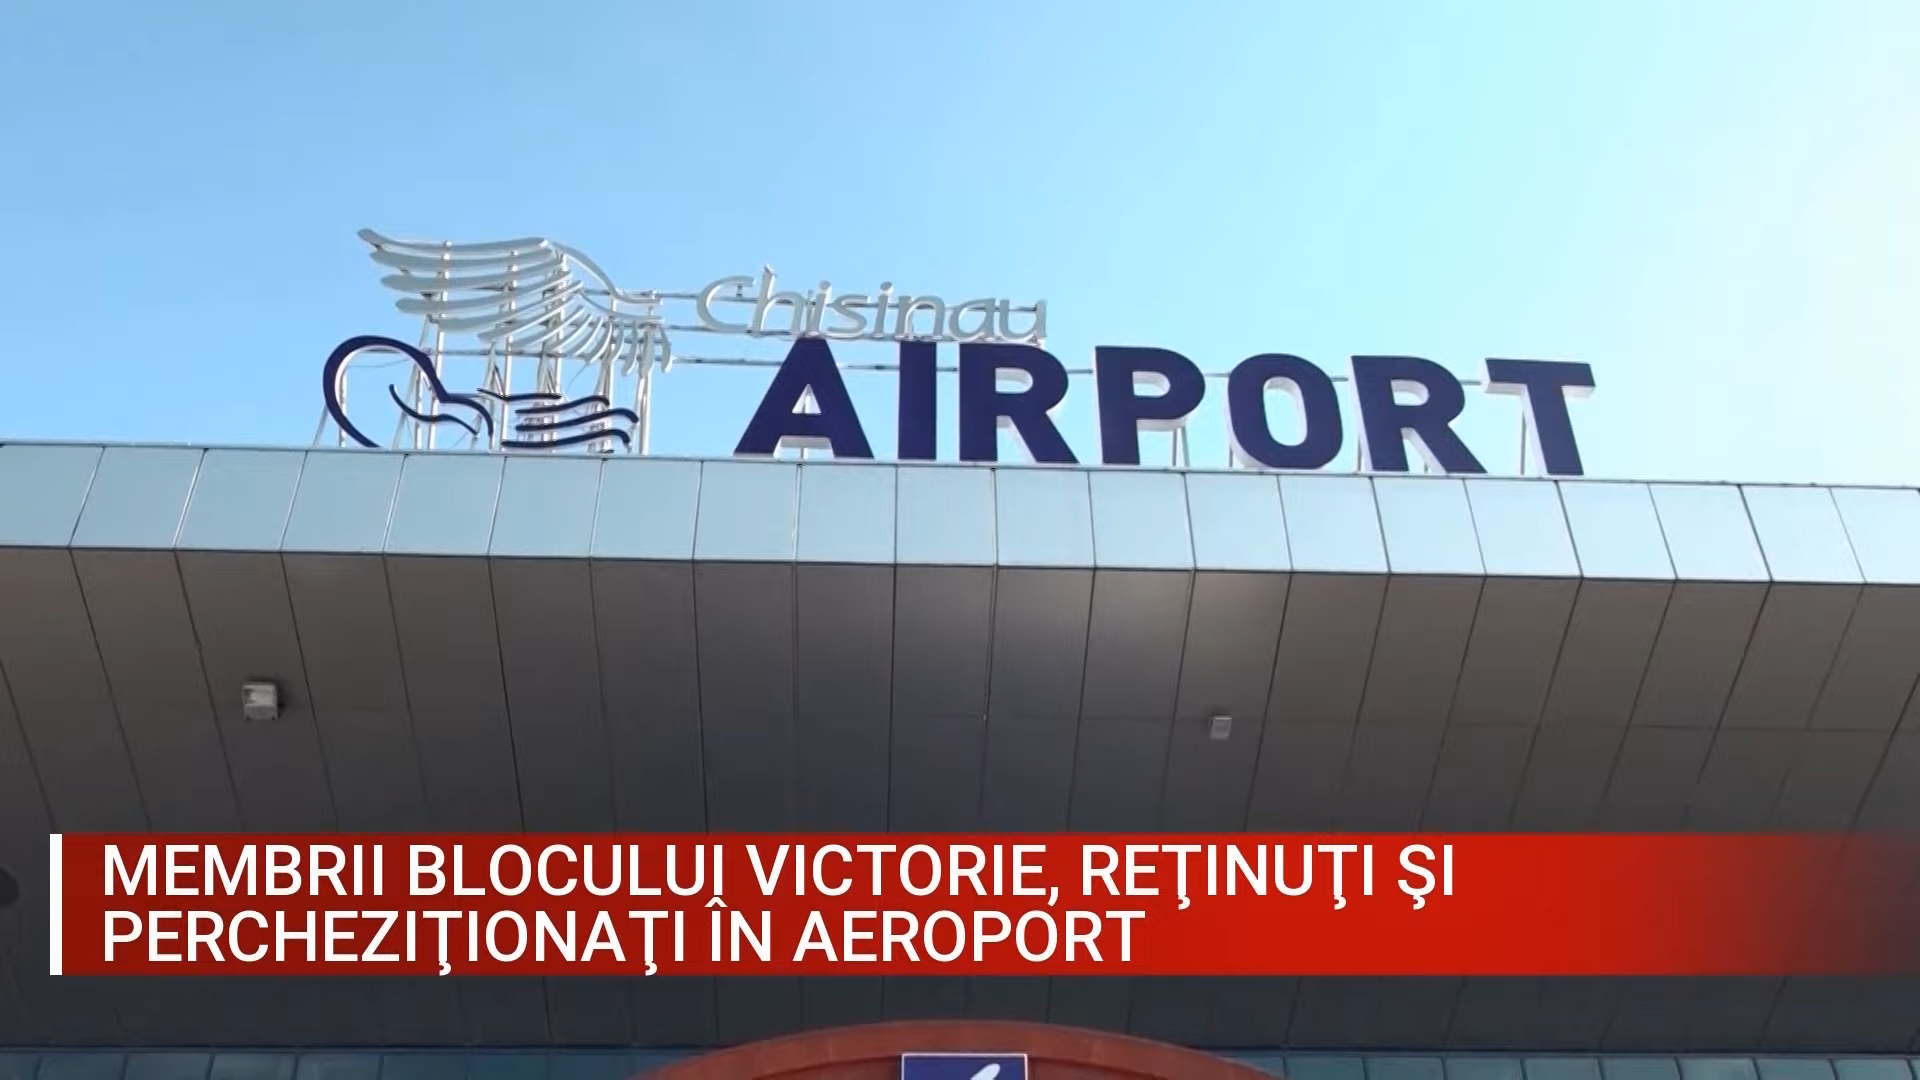 Chisinau
AIRPORT
MEMBRII BLOCULUI VICTORIE, REŢINUŢI ŞI
PERCHEZIŢIONAŢI ÎN AEROPORT